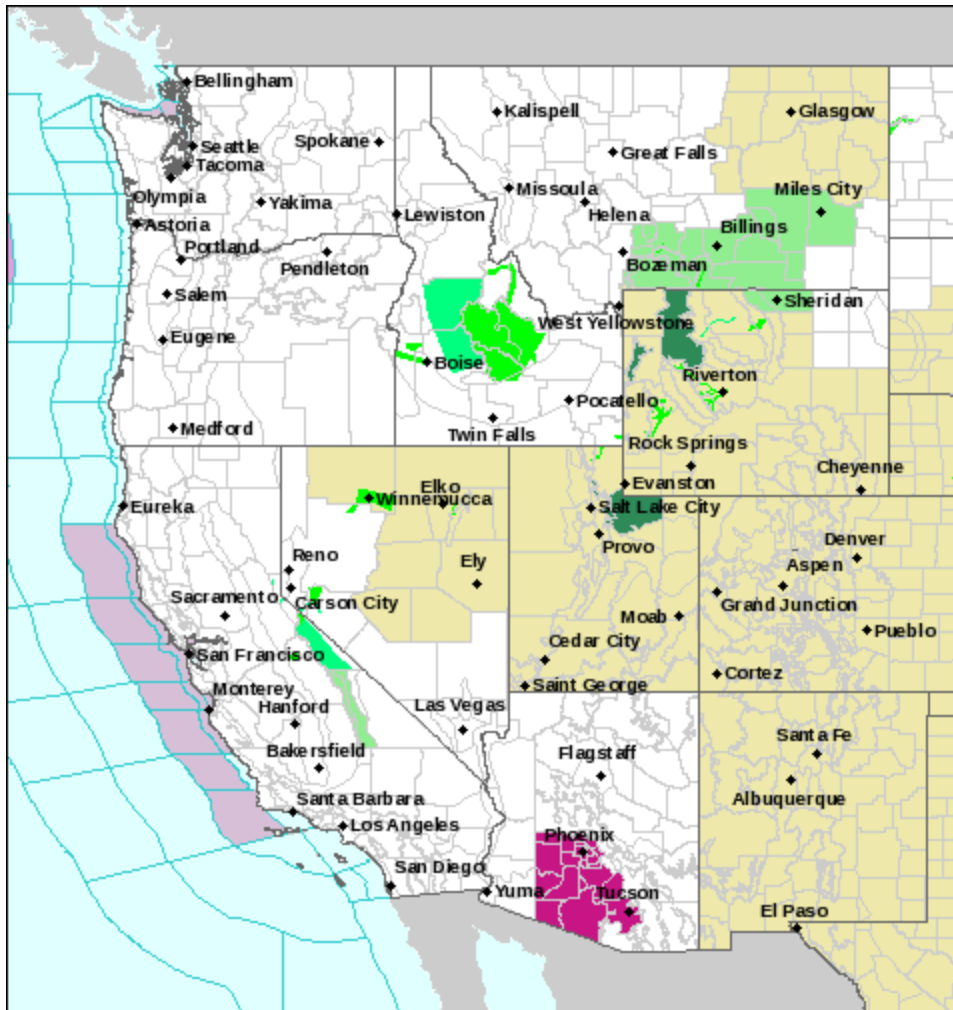 Bellingham
Kalispell
Glasgow
Spokane
Seattle
Great Falls
Tacoma
Missoula
Miles City
Olympia
Yakima
Lewiston
Helena
Astoria
Billings
Portland
Pendleton
Bozeman
Salem
Sheridan
West Yellowstone
Eugene
Boise
Riverton
Pocatello
Medford
Twin Falls
Rock Springs
Cheyenne
Elko
Evanston
Winnemucca
Eureka
Salt Lake City
Denver
Provo
Reno
Ely
Aspen
Sacramento
Carson City
Grand Junction
Moab
Pueblo
San Francisco
Cedar City
Cortez
Saint George
Monterey
Hanford
Las Vegas
Santa Fe
Bakersfield
Flagstaff
Albuquerque
Santa Barbara
Los Angeles
Phoenix
San Diego
Yuma
Tucson
El Paso